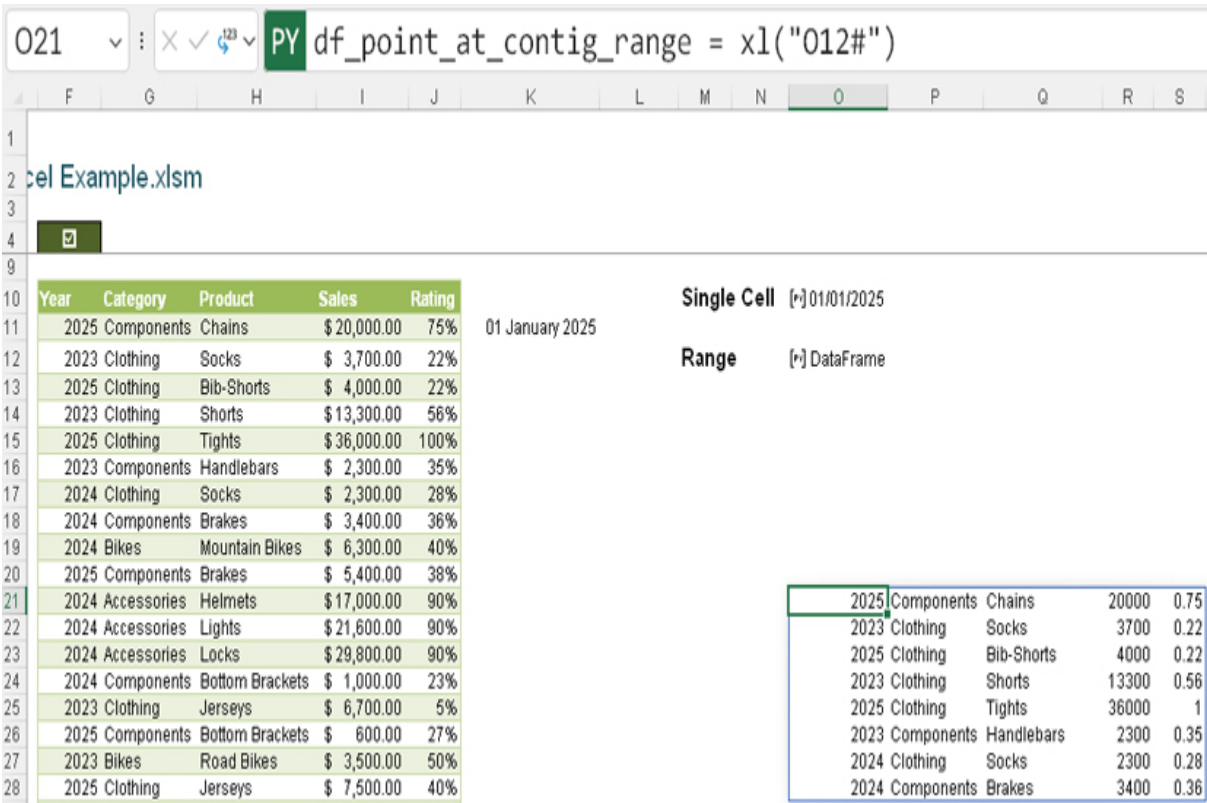 O21 123 PY df_point_at_contig_range = xl("O12#")
F G H I J K L M N O P Q R S
1
2 cel Example.xlsm
3
4
9
10 Year Category Product Sales Rating Single Cell [PY] 01/01/2025
11 2025 Components Chains $20,000.00 75% 01 January 2025
12 2023 Clothing Socks $ 3,700.00 22% Range [PY] DataFrame
13 2025 Clothing Bib-Shorts $ 4,000.00 22%
14 2023 Clothing Shorts $13,300.00 56%
15 2025 Clothing Tights $36,000.00 100%
16 2023 Components Handlebars $ 2,300.00 35%
17 2024 Clothing Socks $ 2,300.00 28%
18 2024 Components Brakes $ 3,400.00 36%
19 2024 Bikes Mountain Bikes $ 6,300.00 40%
20 2025 Components Brakes $ 5,400.00 38%
21 2024 Accessories Helmets $17,000.00 90% 2025 Components Chains 20000 0.75
22 2024 Accessories Lights $21,600.00 90% 2023 Clothing Socks 3700 0.22
23 2024 Accessories Locks $29,800.00 90% 2025 Clothing Bib-Shorts 4000 0.22
24 2024 Components Bottom Brackets $ 1,000.00 23% 2023 Clothing Shorts 13300 0.56
25 2023 Clothing Jerseys $ 6,700.00 5% 2025 Clothing Tights 36000 1
26 2025 Components Bottom Brackets $ 600.00 27% 2023 Components Handlebars 2300 0.35
27 2023 Bikes Road Bikes $ 3,500.00 50% 2024 Clothing Socks 2300 0.28
28 2025 Clothing Jerseys $ 7,500.00 40% 2024 Components Brakes 3400 0.36